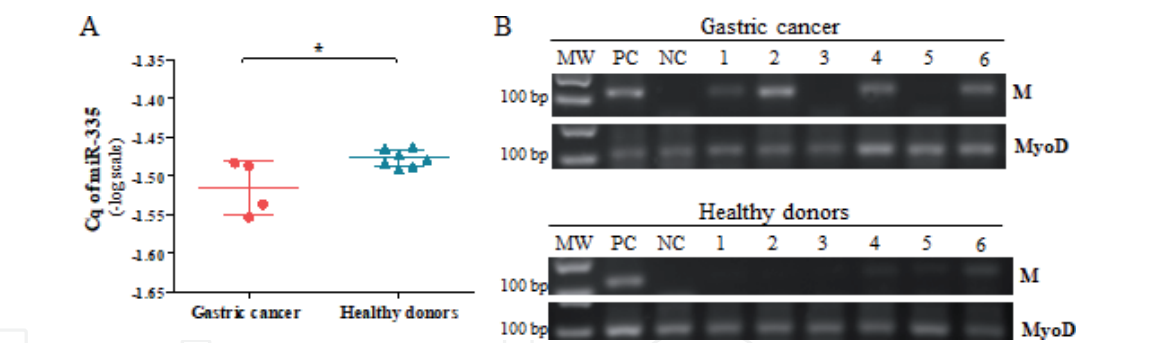 A
*
-1.35
-1.40
-1.45
-1.50
-1.55
-1.60
-1.65
Cq of miR-335
(-log scale)
Gastric cancer Healthy donors
B
Gastric cancer
MW PC NC 1 2 3 4 5 6
100 bp M
100 bp MyoD
Healthy donors
MW PC NC 1 2 3 4 5 6
100 bp M
100 bp MyoD